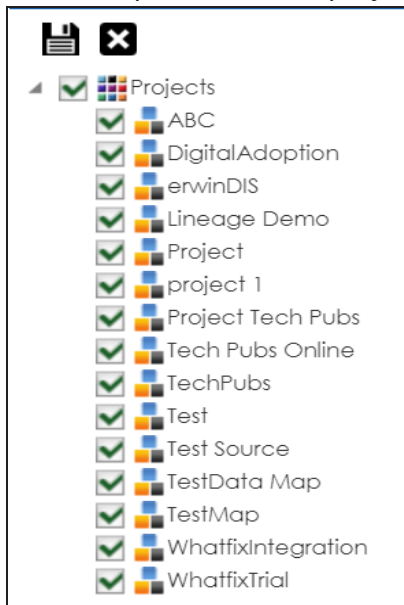 Projects
ABC
DigitalAdoption
erwinDIS
Lineage Demo
Project
project 1
Project Tech Pubs
Tech Pubs Online
TechPubs
Test
Test Source
TestData Map
TestMap
WhatfixIntegration
WhatfixTrial